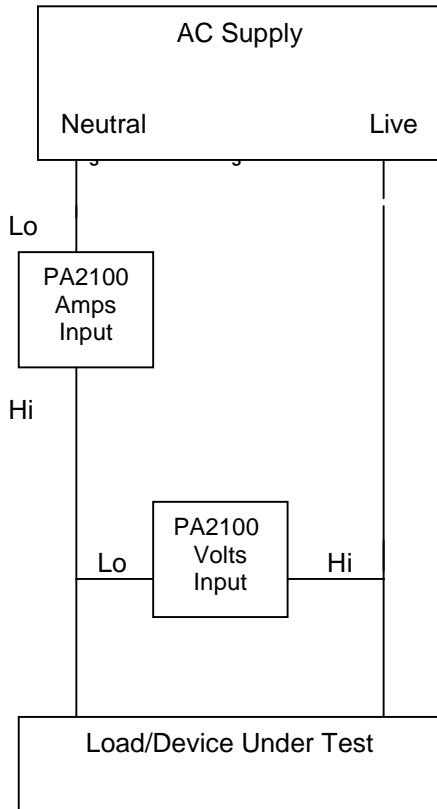 AC Supply
Neutral Live
Lo
PA2100
Amps
Input
Hi
PA2100
Volts
Input
Lo Hi
Load/Device Under Test